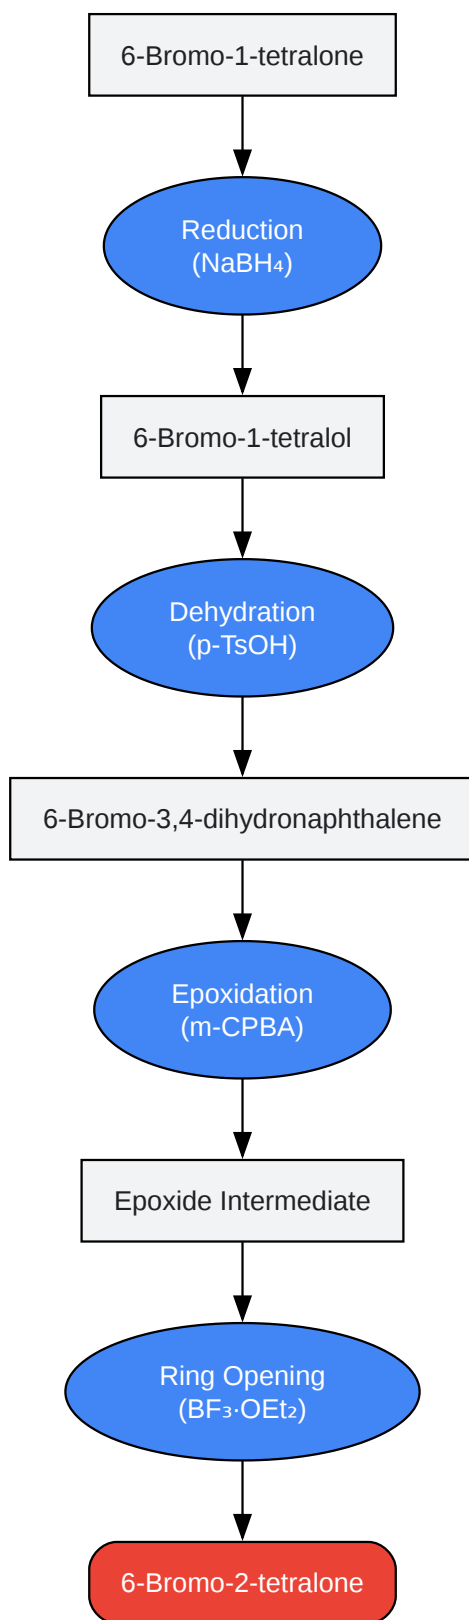 6-Bromo-1-tetralone
Reduction
(NaBH₄)
6-Bromo-1-tetralol
Dehydration
(p-TsOH)
6-Bromo-3,4-dihydronaphthalene
Epoxidation
(m-CPBA)
Epoxide Intermediate
Ring Opening
(BF₃·OEt₂)
6-Bromo-2-tetralone